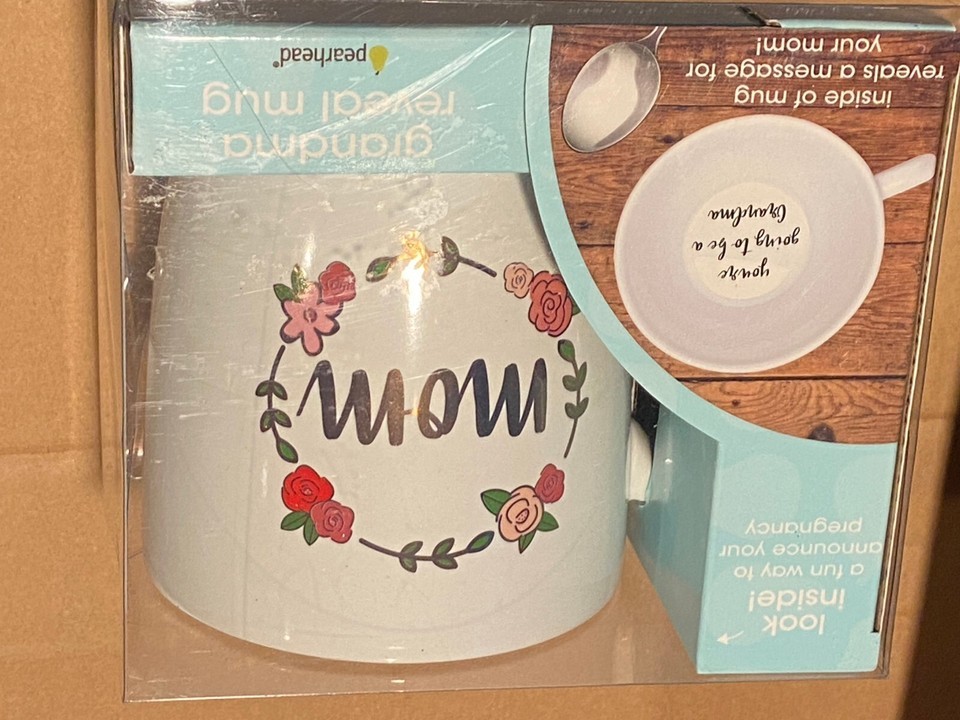 look
inside!
a fun way to
announce your
pregnancy
mom
you're
going to be a
Grandma
inside of mug
reveals a message for
your mom!
grandma
reveal mug
pearhead®